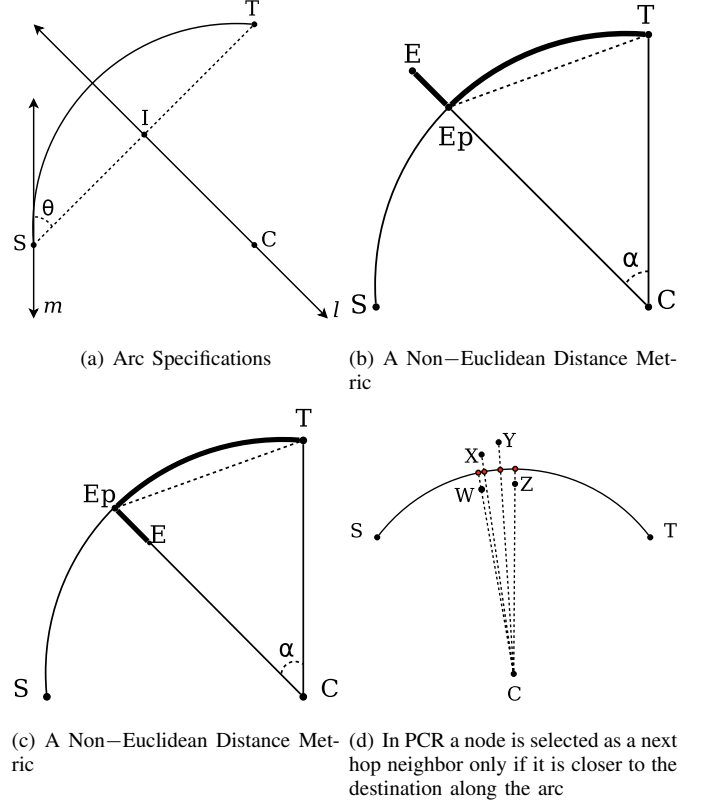 T
I
θ
S
C
m
l
(a) Arc Specifications
T
E
Ep
α
S
C
(b) A Non−Euclidean Distance Met-
ric
T
Ep
E
α
S
C
(c) A Non−Euclidean Distance Met-
ric
Y
X
W
Z
S
T
C
(d) In PCR a node is selected as a next
hop neighbor only if it is closer to the
destination along the arc